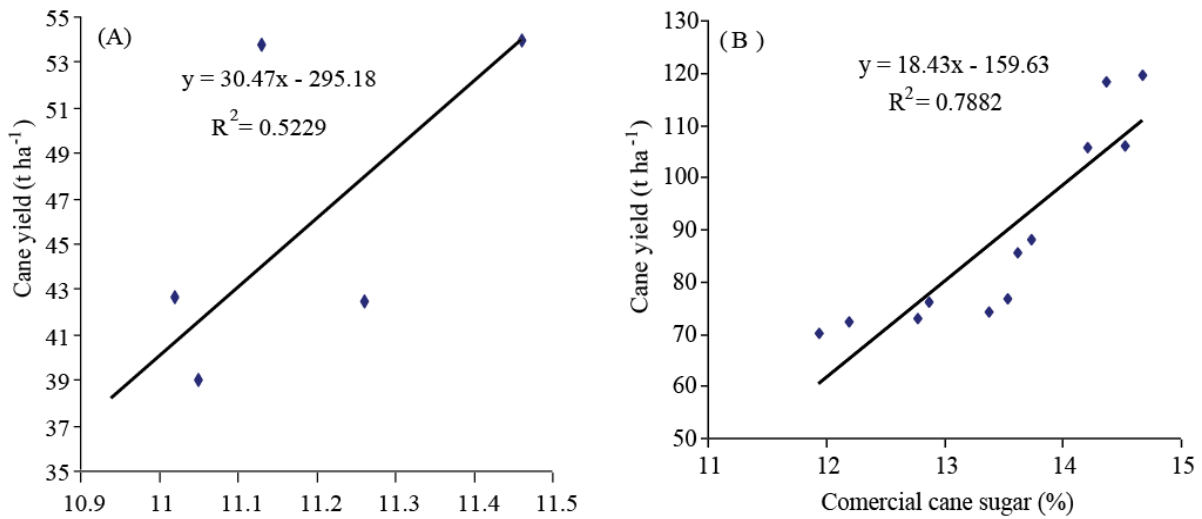 (A)
y = 30.47x - 295.18
R²= 0.5229
Cane yield (t ha⁻¹)
55
53
51
49
47
45
43
41
39
37
35
10.9 11 11.1 11.2 11.3 11.4 11.5
(B )
y = 18.43x - 159.63
R²= 0.7882
Cane yield (t ha⁻¹)
130
120
110
100
90
80
70
60
50
11 12 13 14 15
Comercial cane sugar (%)